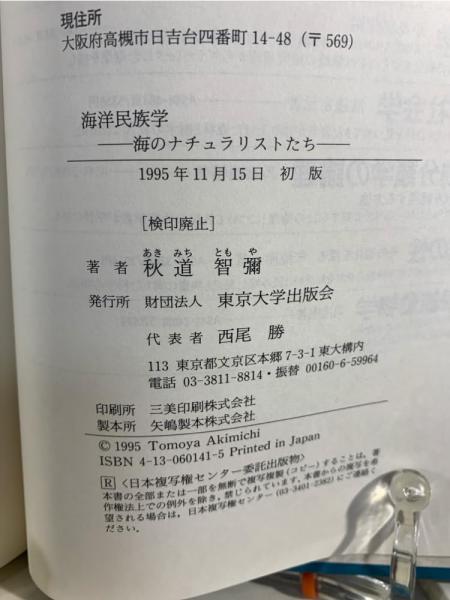 現住所
大阪府高槻市日吉台四番町14-48(〒569)
海洋民族学
――海のナチュラリストたち――
1995年11月15日 初 版
[検印廃止]
著 者 秋道智彌
あき みち とも や
発行所 財団法人 東京大学出版会
代表者 西尾 勝
113 東京都文京区本郷7-3-1東大構内
電話 03-3811-8814・振替 00160-6-59964
印刷所 三美印刷株式会社
製本所 矢嶋製本株式会社
© 1995 Tomoya Akimichi
ISBN 4-13-060141-5 Printed in Japan
R〈日本複写権センター委託出版物〉
本書の全部または一部を無断で複写複製(コピー)することは,著
作権法上での例外を除き,禁じられています.本書からの複写を希
望される場合は,日本複写権センター(03-3401-2382)にご連絡く
ださい.